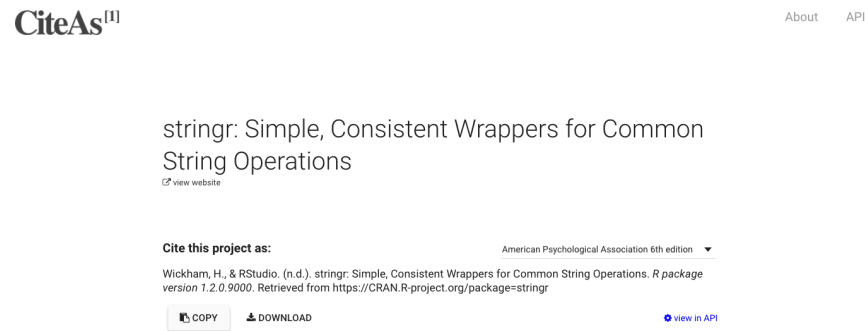 CiteAs[1]
About API
stringr: Simple, Consistent Wrappers for Common
String Operations
view website
Cite this project as:
American Psychological Association 6th edition
Wickham, H., & RStudio. (n.d.). stringr: Simple, Consistent Wrappers for Common String Operations. R package
version 1.2.0.9000. Retrieved from https://CRAN.R-project.org/package=stringr
COPY DOWNLOAD
view in API